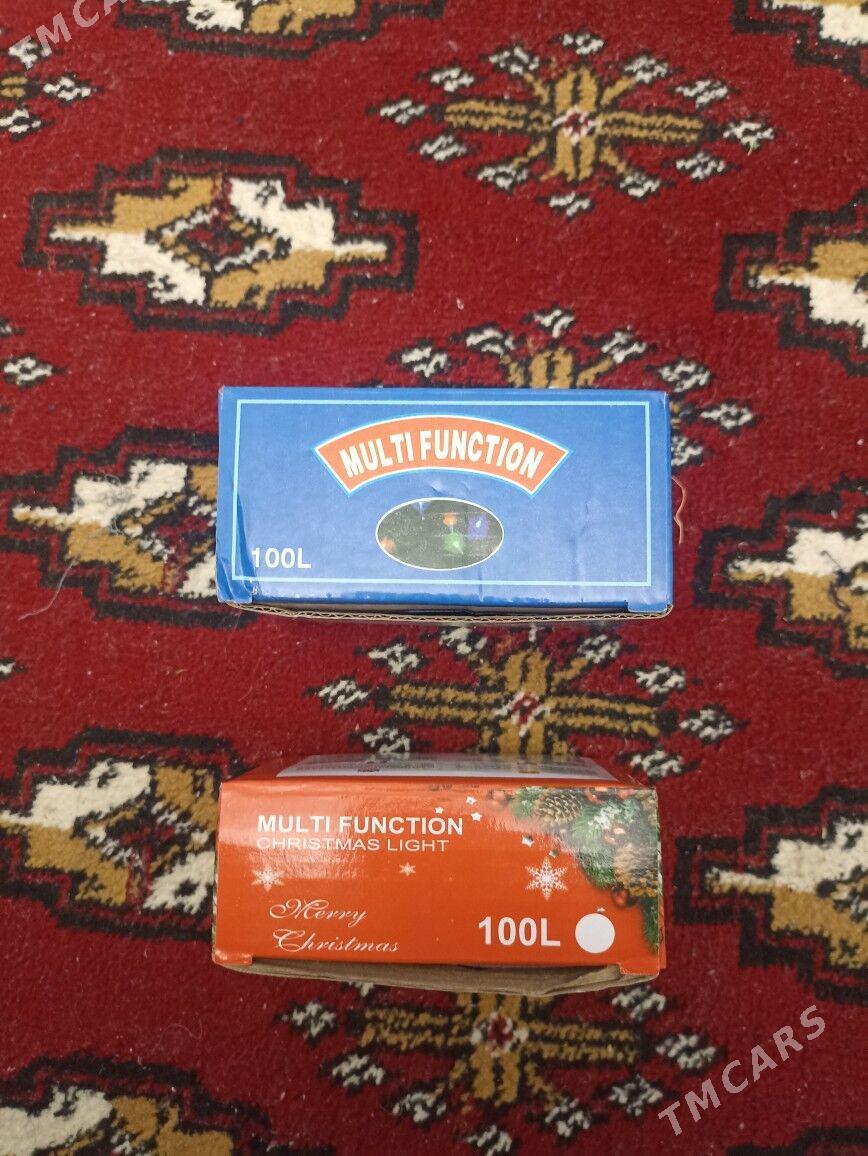 TMCARS
MULTI FUNCTION
100L
MULTI FUNCTION
CHRISTMAS LIGHT
Merry
Christmas
100L
TMCARS